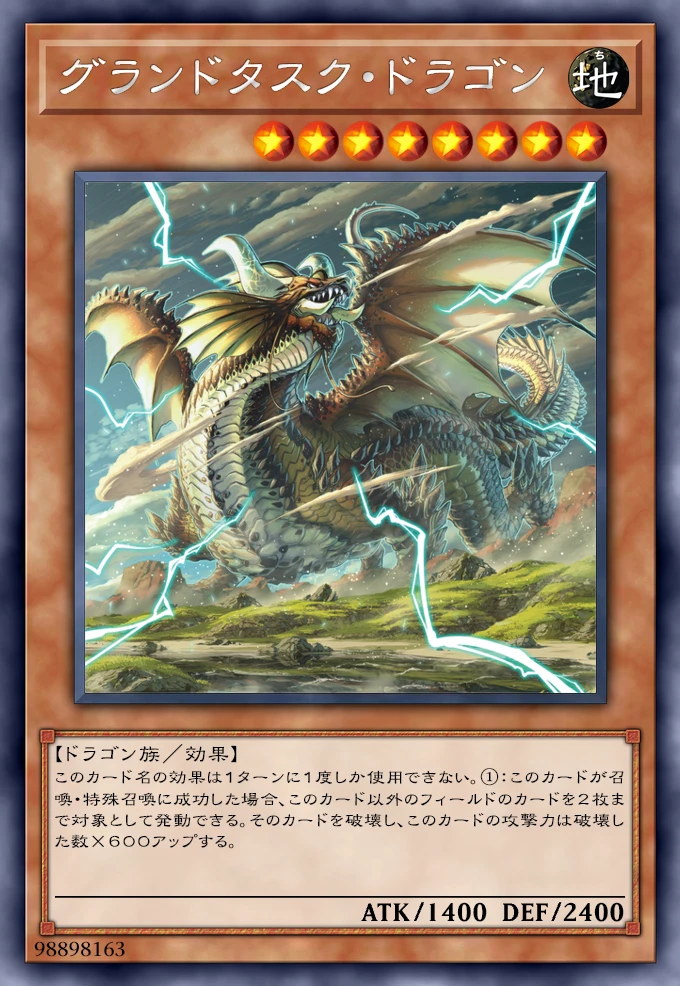 グランドタスク・ドラゴン
ち
地
【ドラゴン族／効果】
このカード名の効果は１ターンに１度しか使用できない。①：このカードが召
喚・特殊召喚に成功した場合、このカード以外のフィールドのカードを２枚ま
で対象として発動できる。そのカードを破壊し、このカードの攻撃力は破壊し
た数×６００アップする。
ATK/1400 DEF/2400
98898163